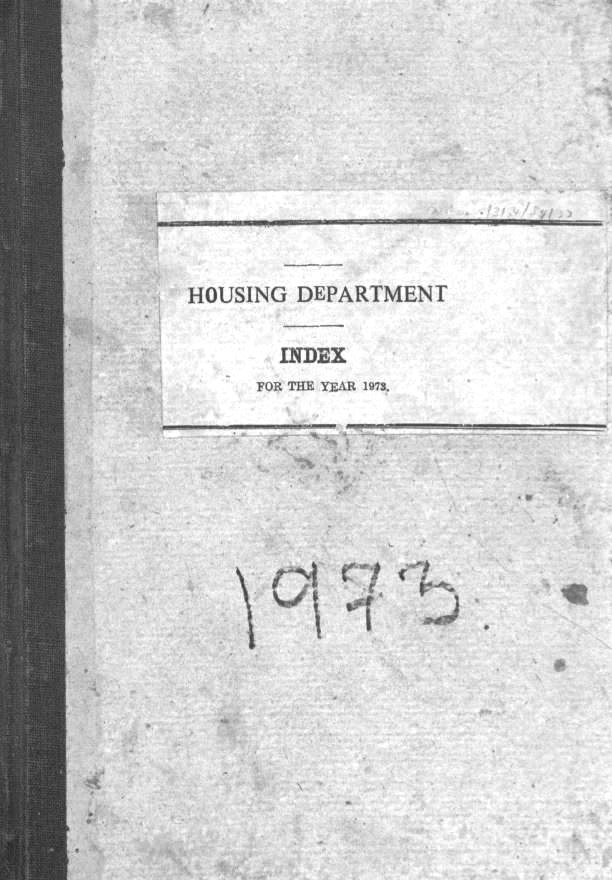 HOUSING DEPARTMENT
INDEX
FOR THE YEAR 1973.
1973.